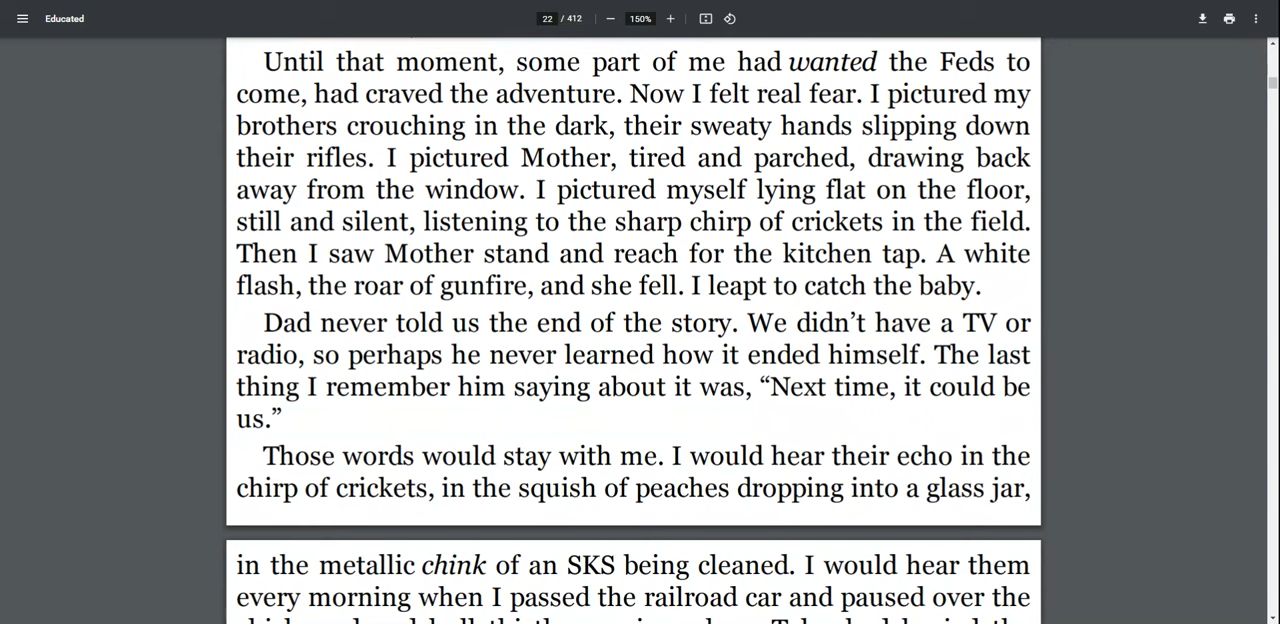 Educated
22 / 412
150%
Until that moment, some part of me had wanted the Feds to
come, had craved the adventure. Now I felt real fear. I pictured my
brothers crouching in the dark, their sweaty hands slipping down
their rifles. I pictured Mother, tired and parched, drawing back
away from the window. I pictured myself lying flat on the floor,
still and silent, listening to the sharp chirp of crickets in the field.
Then I saw Mother stand and reach for the kitchen tap. A white
flash, the roar of gunfire, and she fell. I leapt to catch the baby.
Dad never told us the end of the story. We didn’t have a TV or
radio, so perhaps he never learned how it ended himself. The last
thing I remember him saying about it was, “Next time, it could be
us.”
Those words would stay with me. I would hear their echo in the
chirp of crickets, in the squish of peaches dropping into a glass jar,
in the metallic chink of an SKS being cleaned. I would hear them
every morning when I passed the railroad car and paused over the